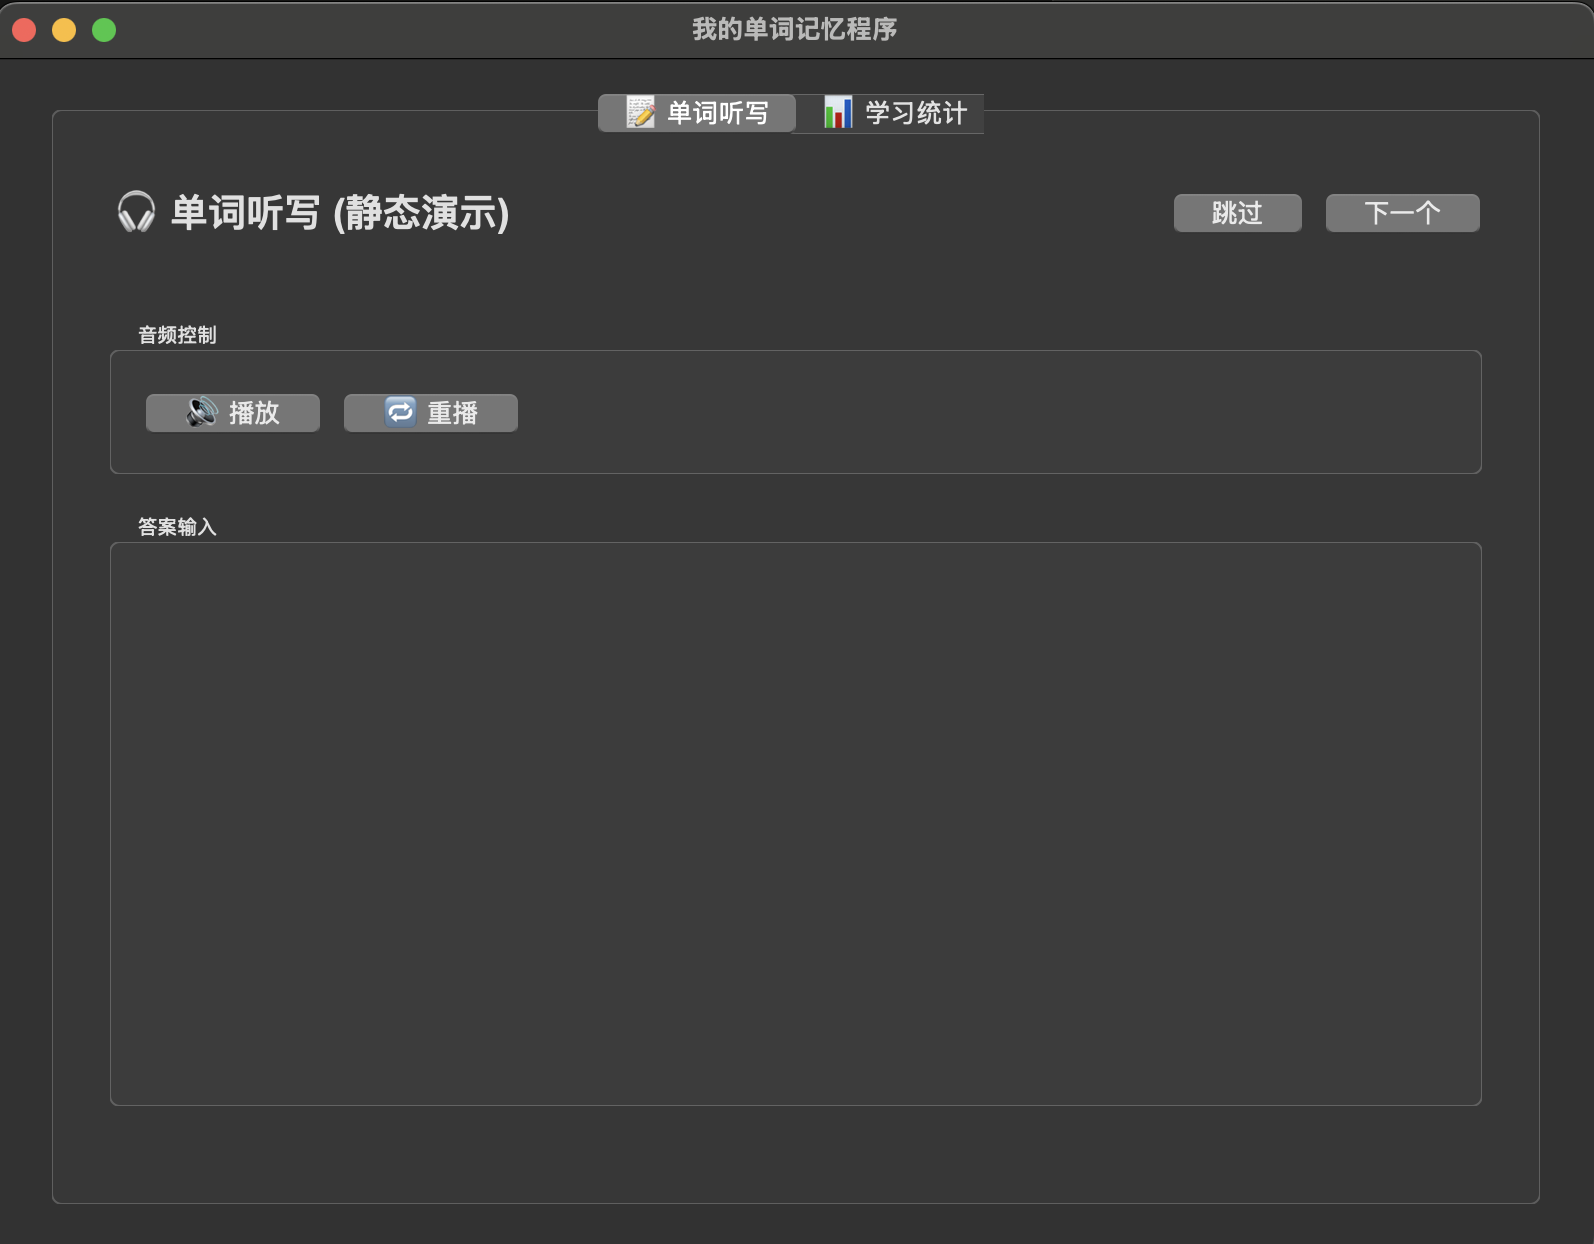 我的单词记忆程序
📝 单词听写 📊 学习统计
🎧 单词听写 (静态演示) 跳过 下一个
音频控制
🔊 播放 🔁 重播
答案输入